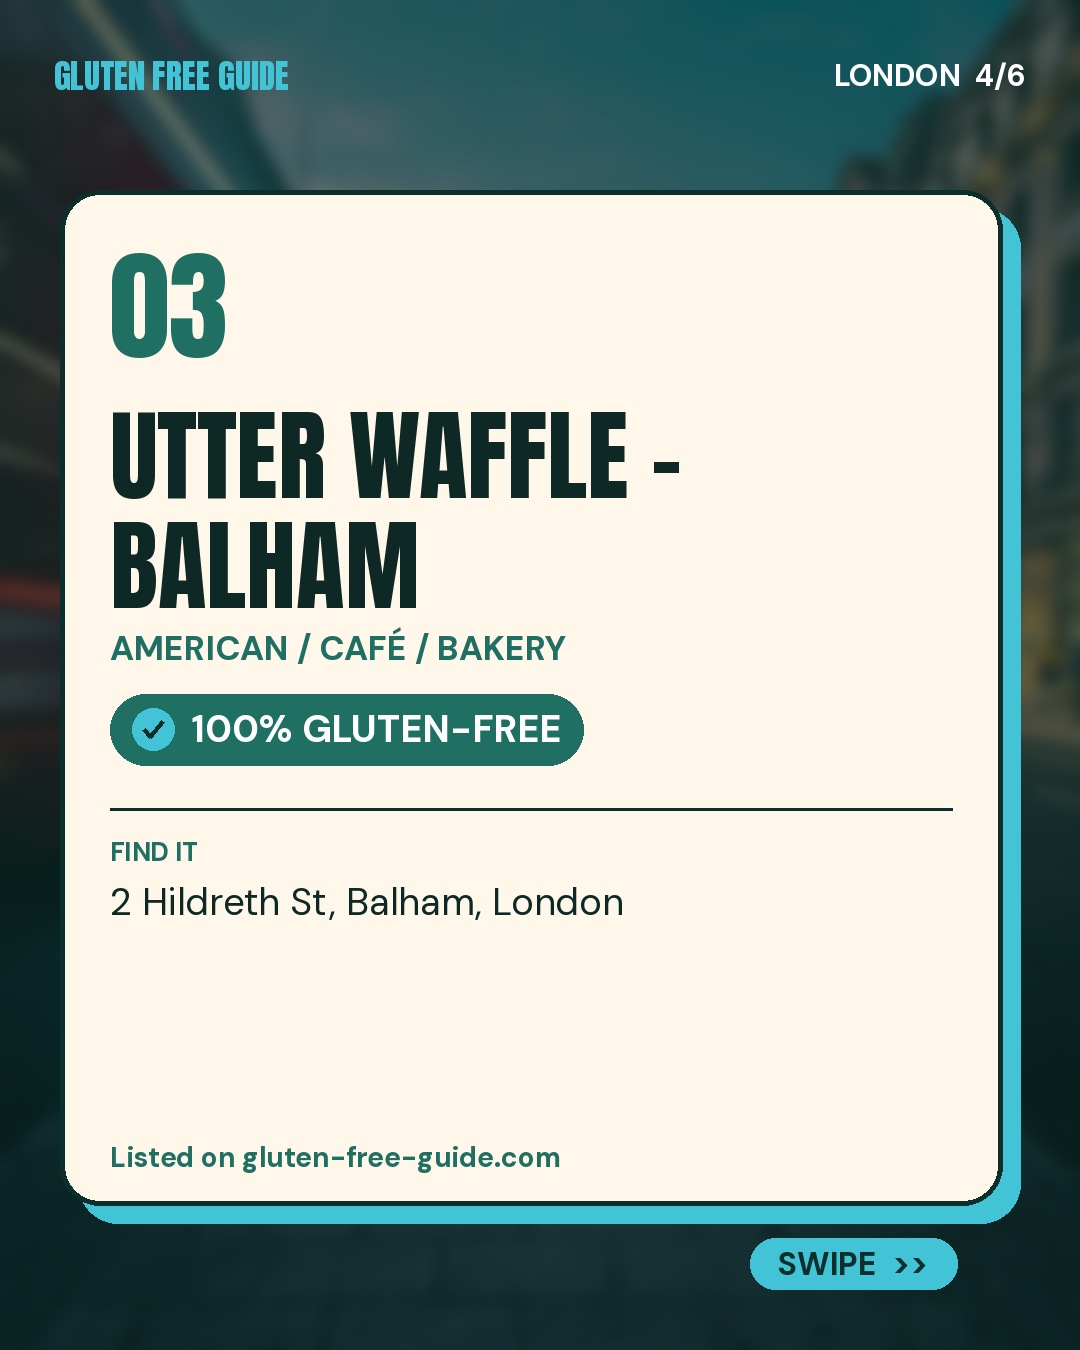 GLUTEN FREE GUIDE
LONDON 4/6
03
UTTER WAFFLE -
BALHAM
AMERICAN / CAFÉ / BAKERY
100% GLUTEN-FREE
FIND IT
2 Hildreth St, Balham, London
Listed on gluten-free-guide.com
SWIPE >>